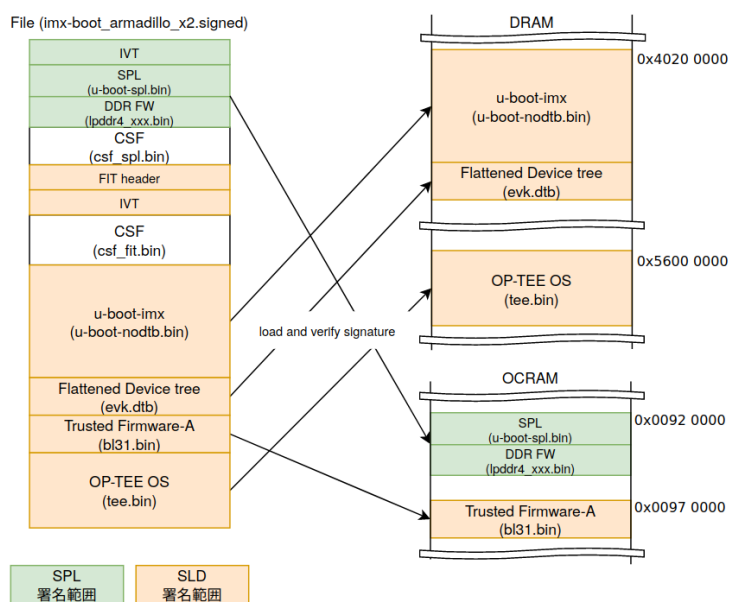 File (imx-boot_armadillo_x2.signed)
IVT
SPL
(u-boot-spl.bin)
DDR FW
(lpddr4_xxx.bin)
CSF
(csf_spl.bin)
FIT header
IVT
CSF
(csf_fit.bin)
u-boot-imx
(u-boot-nodtb.bin)
Flattened Device tree
(evk.dtb)
Trusted Firmware-A
(bl31.bin)
OP-TEE OS
(tee.bin)
load and verify signature
DRAM
0x4020 0000
u-boot-imx
(u-boot-nodtb.bin)
Flattened Device tree
(evk.dtb)
0x5600 0000
OP-TEE OS
(tee.bin)
OCRAM
0x0092 0000
SPL
(u-boot-spl.bin)
DDR FW
(lpddr4_xxx.bin)
0x0097 0000
Trusted Firmware-A
(bl31.bin)
SPL
署名範囲
SLD
署名範囲